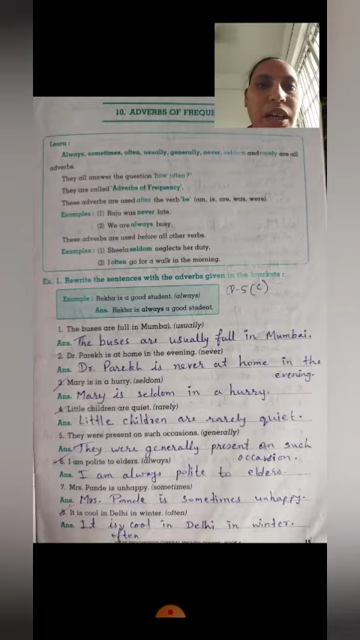 10. ADVERBS OF FREQUE
Learn :
Always, sometimes, often, usually, generally, never, seldom and rarely are all
adverbs.
They all answer the question 'how often ?'
They are called 'Adverbs of Frequency'.
These adverbs are used after the verb 'be' (am, is, are, was, were)
Examples : (1) Raju was never late.
(2) We are always busy.
These adverbs are used before all other verbs.
Examples : (1) Sheela seldom neglects her duty.
(2) I often go for a walk in the morning.
Ex. 1. Rewrite the sentences with the adverbs given in the brackets :
Example : Rekha is a good student. (always)
Ans. Rekha is always a good student.
1. The buses are full in Mumbai. (usually)
Ans. The buses are usually full in Mumbai.
2. Dr. Parekh is at home in the evening. (never)
Ans. Dr. Parekh is never at home in the
evening.
3. Mary is in a hurry. (seldom)
Ans. Mary is seldom in a hurry.
4. Little children are quiet. (rarely)
Ans. Little children are rarely quiet.
5. They were present on such occasions. (generally)
Ans. They were generally present on such
occasion.
6. I am polite to elders. (always)
Ans. I am always polite to elders.
7. Mrs. Pande is unhappy. (sometimes)
Ans. Mrs. Pande is sometimes unhappy.
8. It is cool in Delhi in winter. (often)
Ans. It is cool in Delhi in winter.
often